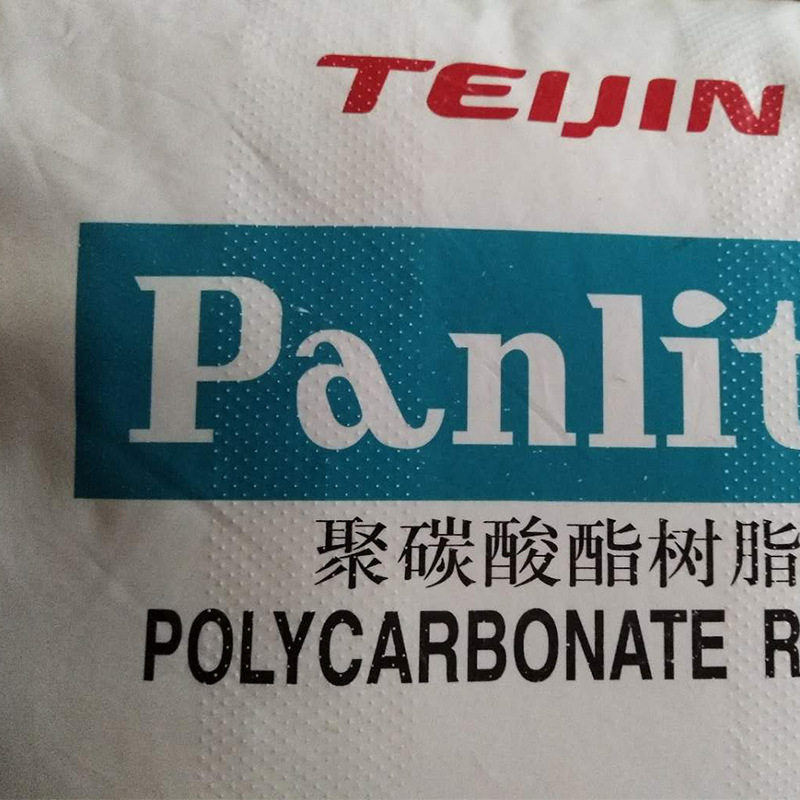 TEIJIN
Panlit
聚碳酸酯树脂
POLYCARBONATE R